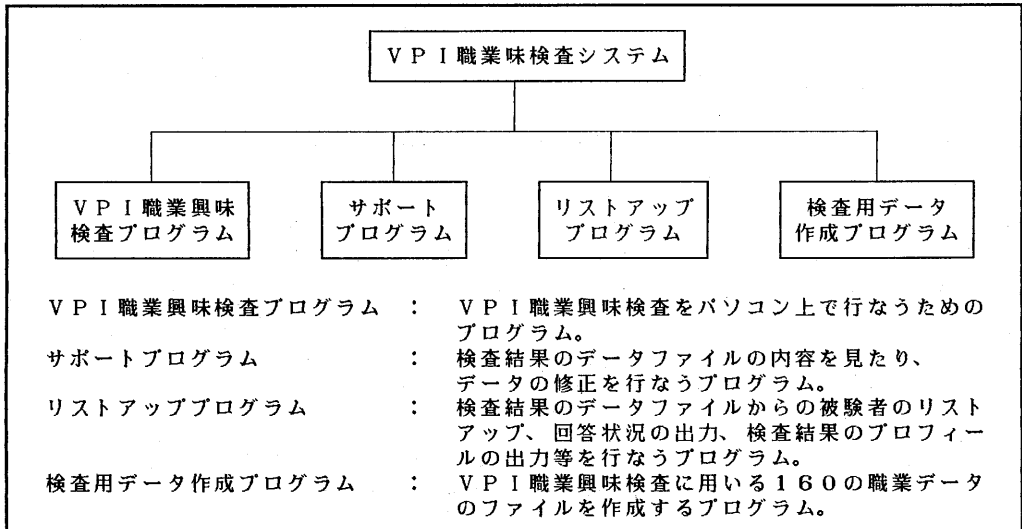 ＶＰＩ職業味検査システム
ＶＰＩ職業興味
検査プログラム
サポート
プログラム
リストアップ
プログラム
検査用データ
作成プログラム
ＶＰＩ職業興味検査プログラム　：　ＶＰＩ職業興味検査をパソコン上で行なうための
プログラム。
サポートプログラム　：　検査結果のデータファイルの内容を見たり、
データの修正を行なうプログラム。
リストアッププログラム　：　検査結果のデータファイルからの被験者のリスト
アップ、回答状況の出力、検査結果のプロフィー
ルの出力等を行なうプログラム。
検査用データ作成プログラム　：　ＶＰＩ職業興味検査に用いる１６０の職業データ
のファイルを作成するプログラム。